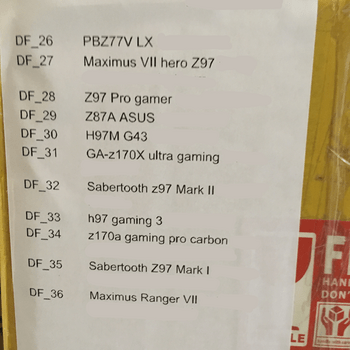 DF_26 PBZ77V LX
DF_27 Maximus VII hero Z97
DF_28 Z97 Pro gamer
DF_29 Z87A ASUS
DF_30 H97M G43
DF_31 GA-z170X ultra gaming
DF_32 Sabertooth z97 Mark II
DF_33 h97 gaming 3
DF_34 z170a gaming pro carbon
DF_35 Sabertooth Z97 Mark I
DF_36 Maximus Ranger VII
HAN
DON'
LE